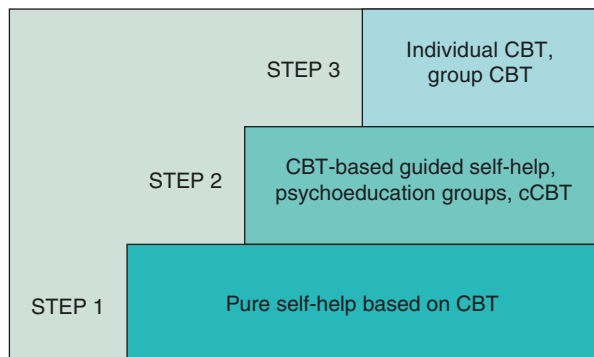 STEP 3
Individual CBT,
group CBT
STEP 2
CBT-based guided self-help,
psychoeducation groups, cCBT
STEP 1
Pure self-help based on CBT